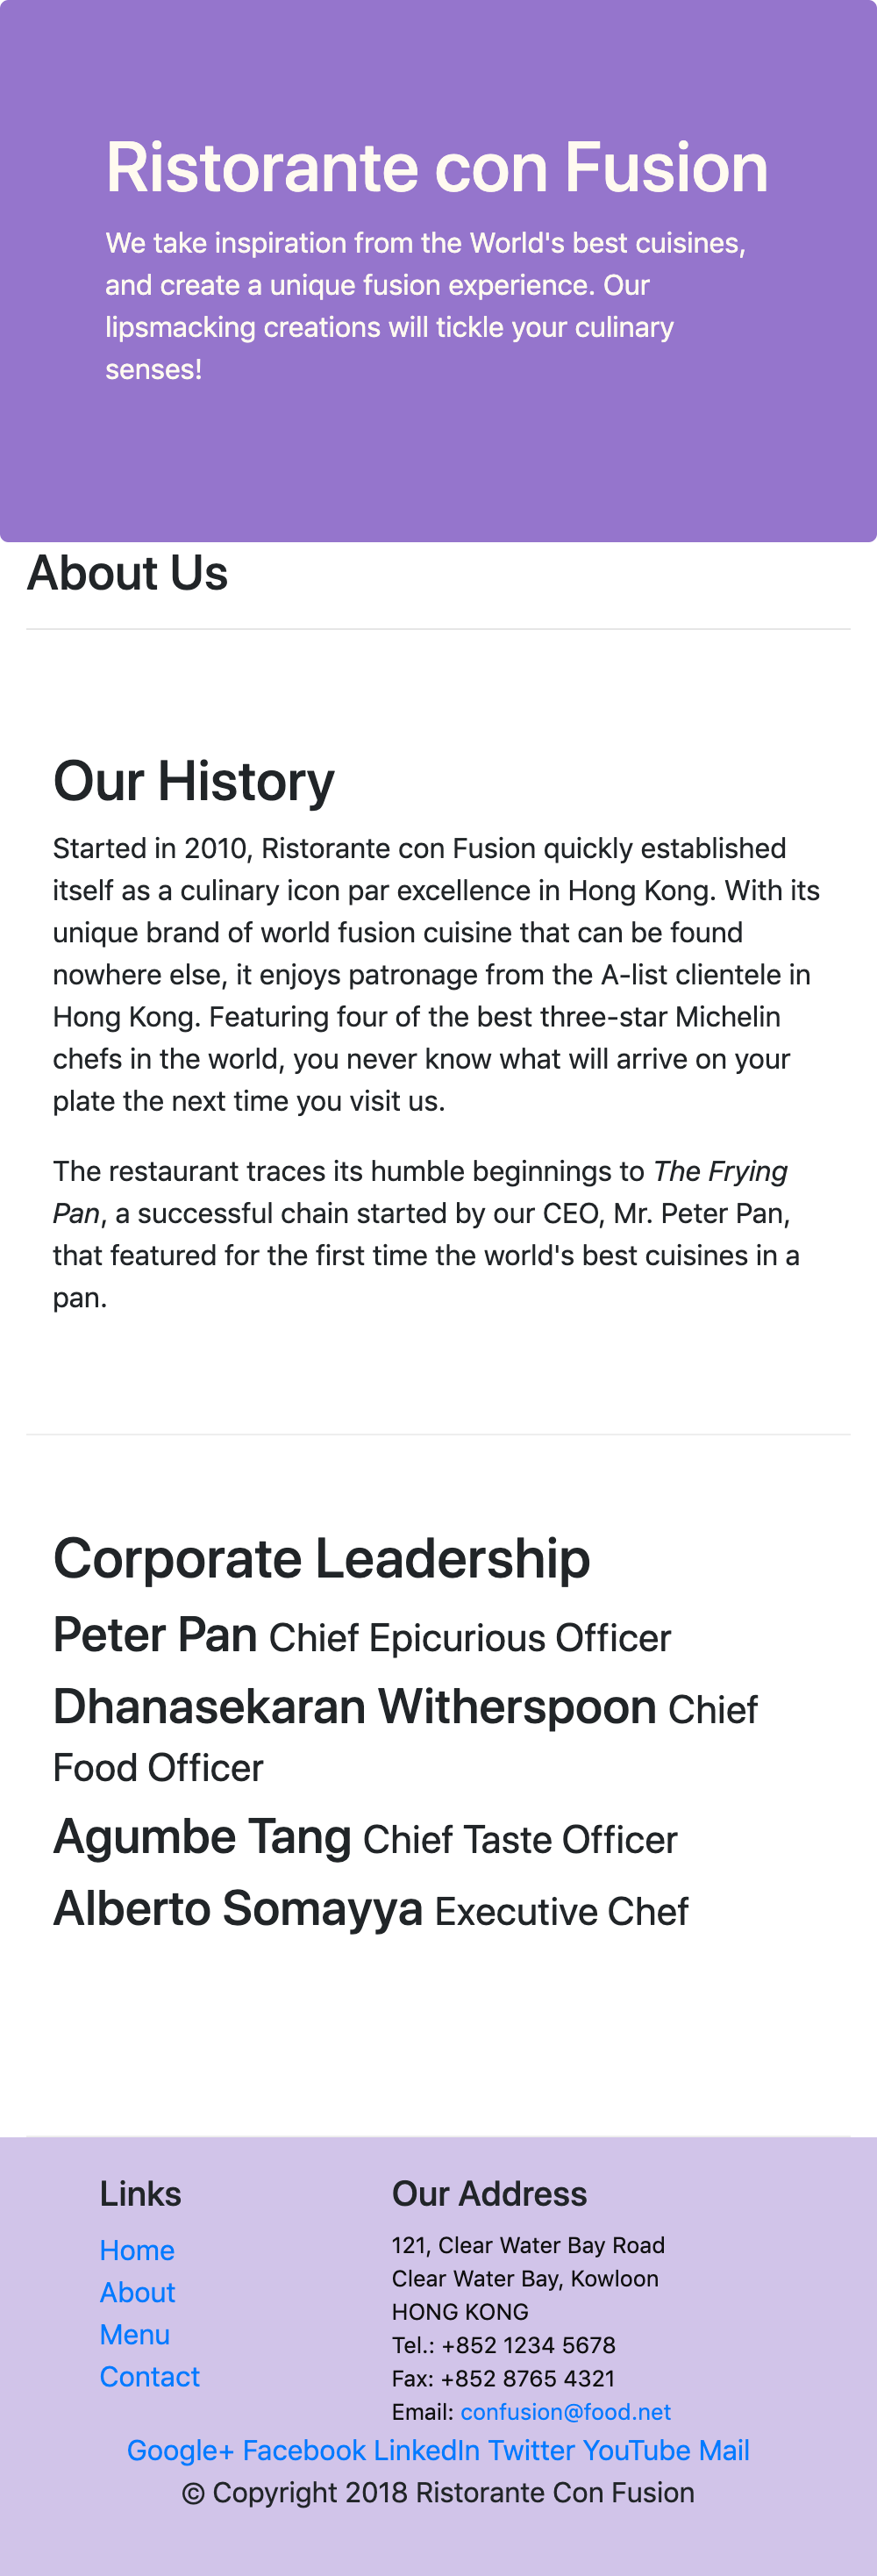 Ristorante con Fusion
We take inspiration from the World's best cuisines,
and create a unique fusion experience. Our
lipsmacking creations will tickle your culinary
senses!
About Us
Our History
Started in 2010, Ristorante con Fusion quickly established
itself as a culinary icon par excellence in Hong Kong. With its
unique brand of world fusion cuisine that can be found
nowhere else, it enjoys patronage from the A-list clientele in
Hong Kong. Featuring four of the best three-star Michelin
chefs in the world, you never know what will arrive on your
plate the next time you visit us.
The restaurant traces its humble beginnings to The Frying
Pan, a successful chain started by our CEO, Mr. Peter Pan,
that featured for the first time the world's best cuisines in a
pan.
Corporate Leadership
Peter Pan Chief Epicurious Officer
Dhanasekaran Witherspoon Chief
Food Officer
Agumbe Tang Chief Taste Officer
Alberto Somayya Executive Chef
Links
Home
About
Menu
Contact
Our Address
121, Clear Water Bay Road
Clear Water Bay, Kowloon
HONG KONG
Tel.: +852 1234 5678
Fax: +852 8765 4321
Email: confusion@food.net
Google+ Facebook LinkedIn Twitter YouTube Mail
© Copyright 2018 Ristorante Con Fusion